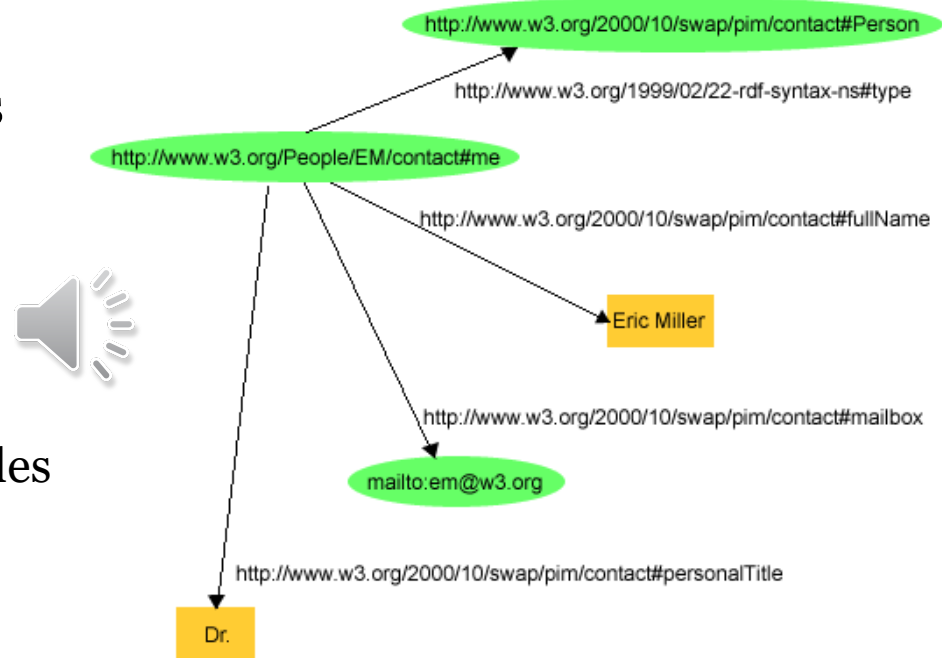 http://www.w3.org/2000/10/swap/pim/contact#Person
http://www.w3.org/1999/02/22-rdf-syntax-ns#type
http://www.w3.org/People/EM/contact#me
http://www.w3.org/2000/10/swap/pim/contact#fullName
Eric Miller
http://www.w3.org/2000/10/swap/pim/contact#mailbox
mailto:em@w3.org
http://www.w3.org/2000/10/swap/pim/contact#personalTitle
Dr.